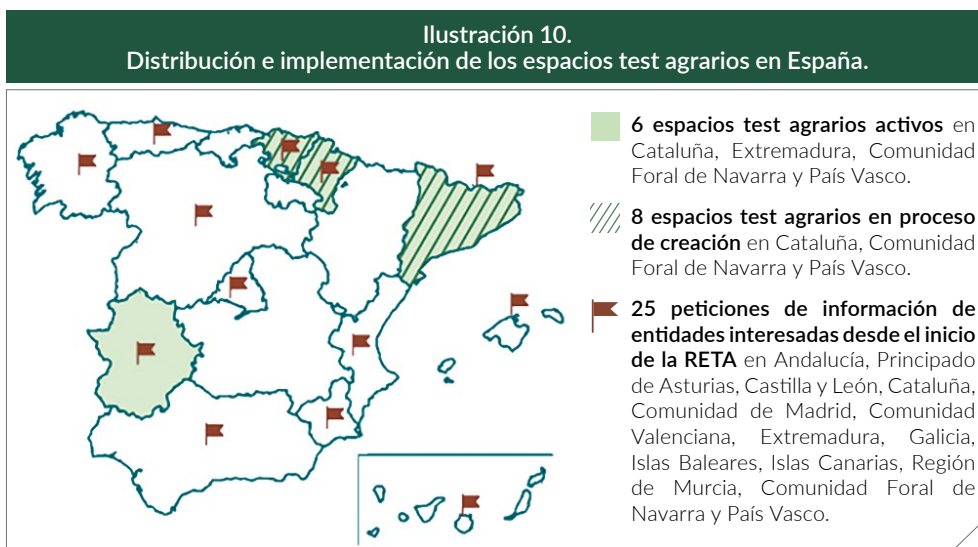 Ilustración 10.
Distribución e implementación de los espacios test agrarios en España.
6 espacios test agrarios activos en
Cataluña, Extremadura, Comunidad
Foral de Navarra y País Vasco.
8 espacios test agrarios en proceso
de creación en Cataluña, Comunidad
Foral de Navarra y País Vasco.
25 peticiones de información de
entidades interesadas desde el inicio
de la RETA en Andalucía, Principado
de Asturias, Castilla y León, Cataluña,
Comunidad de Madrid, Comunidad
Valenciana, Extremadura, Galicia,
Islas Baleares, Islas Canarias, Región
de Murcia, Comunidad Foral de
Navarra y País Vasco.